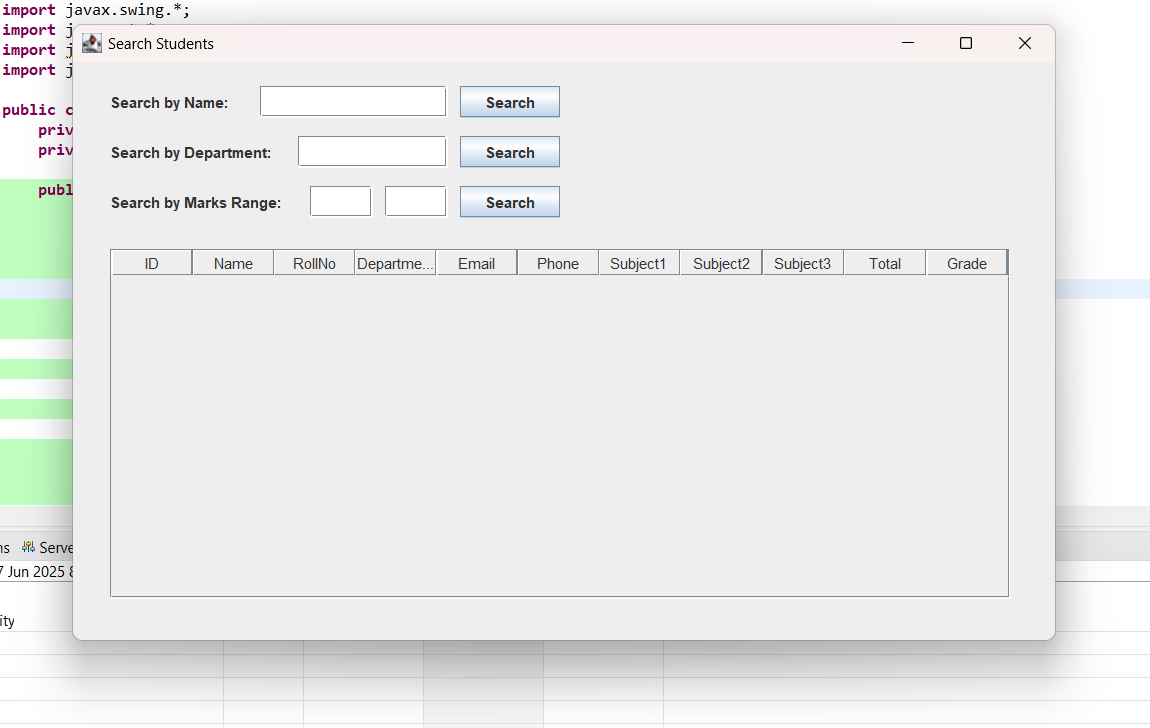 import javax.swing.*;
import j
import j
import j
Search Students
public c
priv
priv
publ
Search by Name:
Search
Search by Department:
Search
Search by Marks Range:
Search
ID Name RollNo Departme... Email Phone Subject1 Subject2 Subject3 Total Grade
ns Serve
7 Jun 2025 8
ity